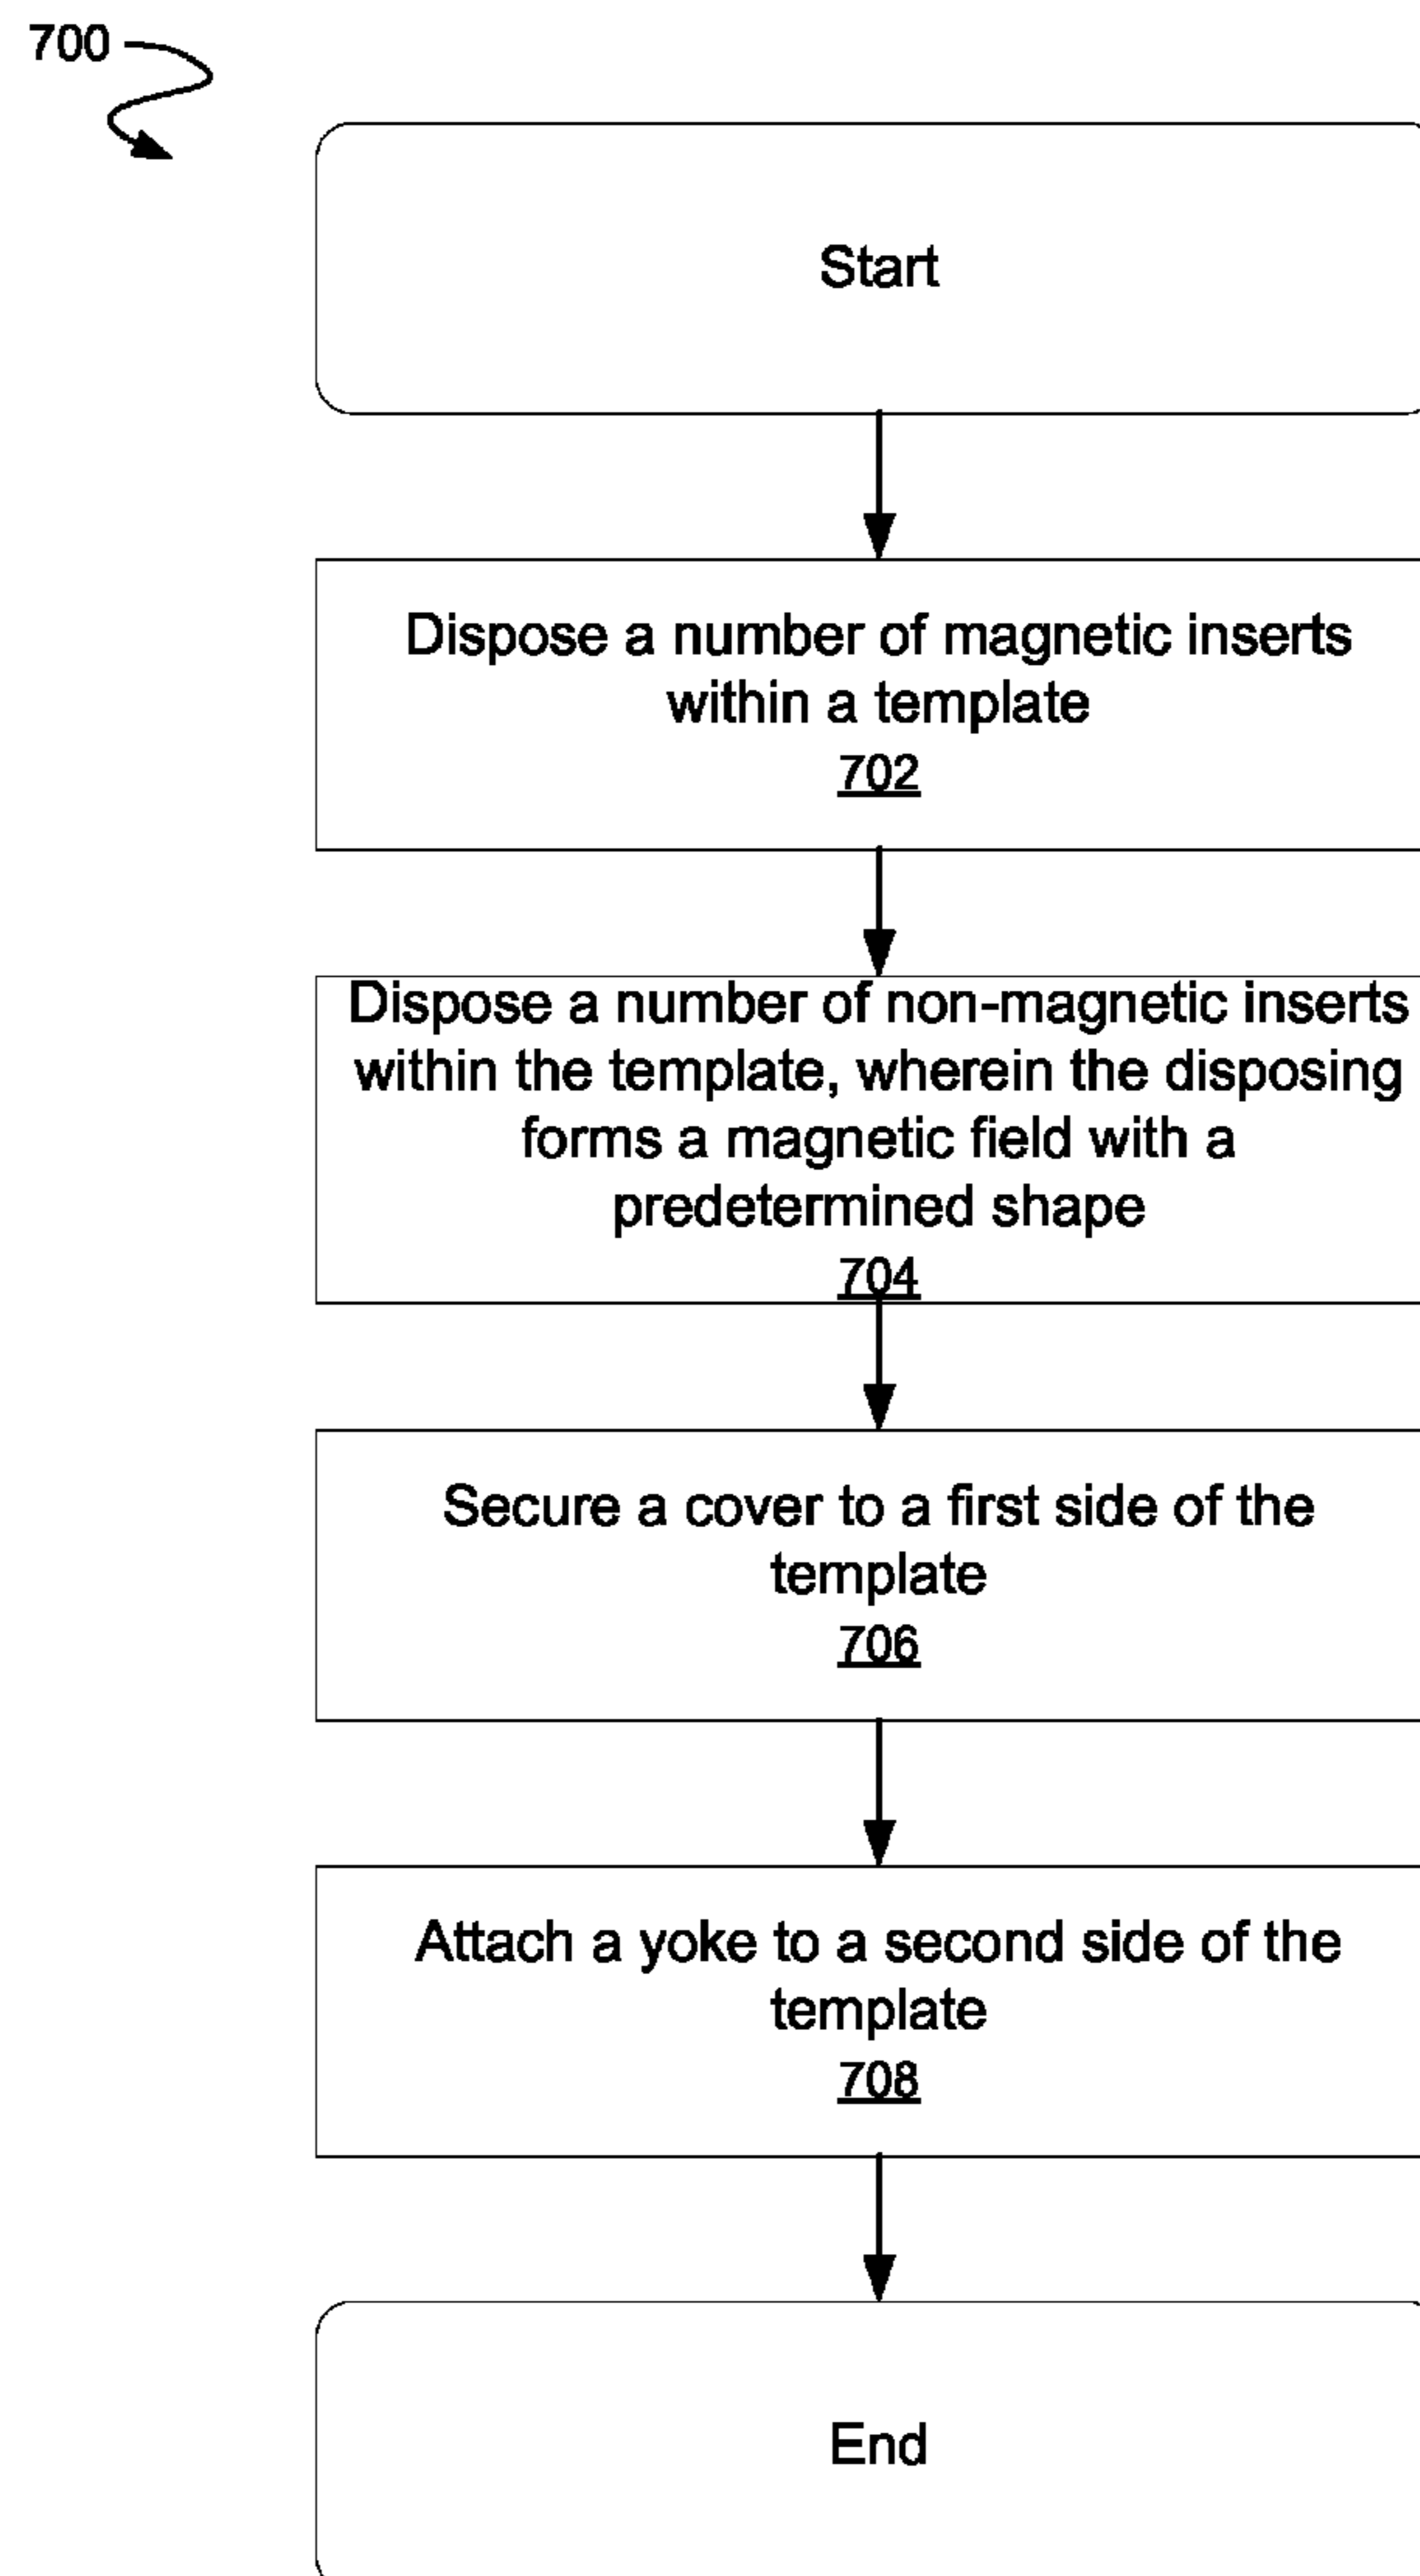 700
Start
Dispose a number of magnetic inserts
within a template
702
Dispose a number of non-magnetic inserts
within the template, wherein the disposing
forms a magnetic field with a
predetermined shape
704
Secure a cover to a first side of the
template
706
Attach a yoke to a second side of the
template
708
End